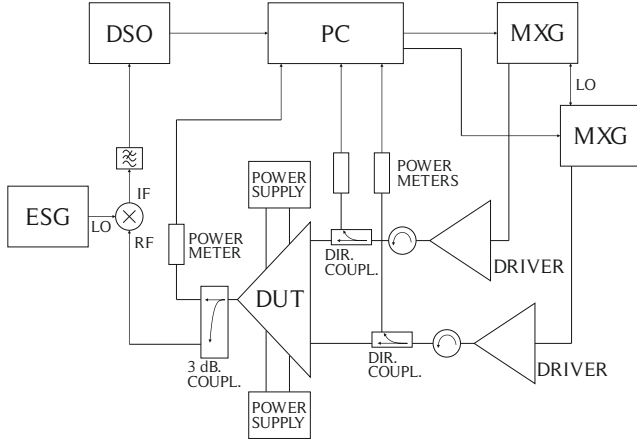 DSO
PC
MXG
LO
MXG
POWER
SUPPLY
POWER
METERS
IF
ESG
LO
RF
POWER
METER
DIR.
COUPL.
DRIVER
DUT
3 dB.
COUPL.
DIR.
COUPL.
DRIVER
POWER
SUPPLY